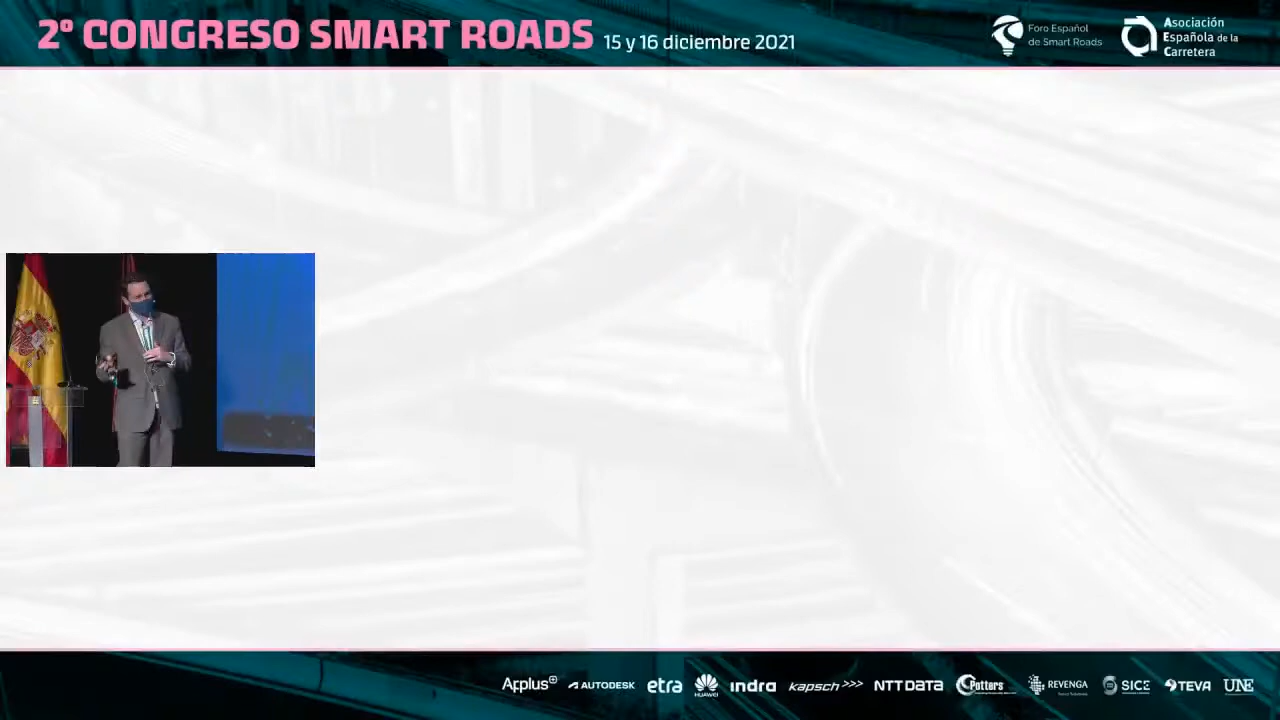 2º CONGRESO SMART ROADS 15 y 16 diciembre 2021
Foro Español
de Smart Roads
Asociación
Española de la
Carretera
Applus+
AUTODESK
etra
HUAWEI
indra
kapsch >>>
NTT DATA
Potters
REVENGA
SICE
TEVA
UNE